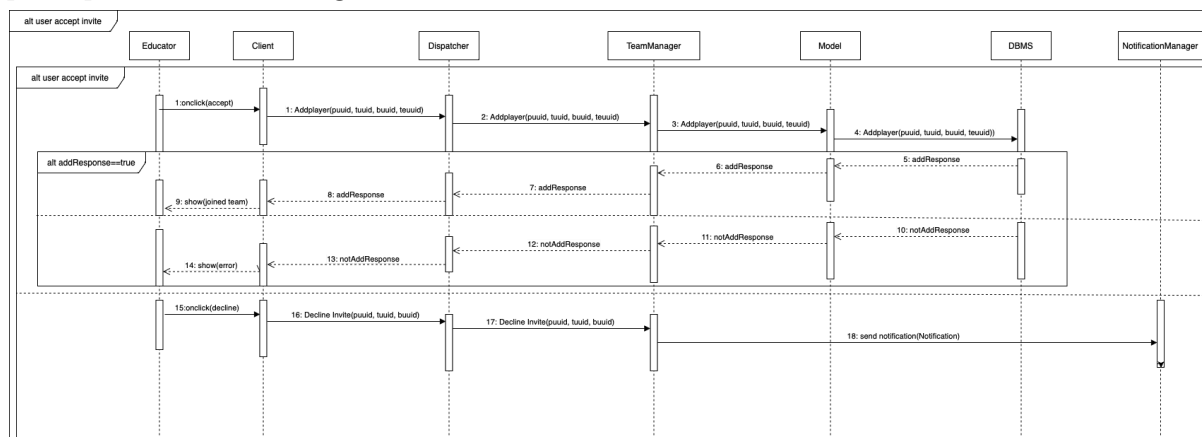 alt user accept invite
Educator
Client
Dispatcher
TeamManager
Model
DBMS
NotificationManager
alt user accept invite
1:onclick(accept)
1: Addplayer(puuid, tuuid, buuid, teuuid)
2: Addplayer(puuid, tuuid, buuid, teuuid)
3: Addplayer(puuid, tuuid, buuid, teuuid)
4: Addplayer(puuid, tuuid, buuid, teuuid))
alt addResponse==true
5: addResponse
6: addResponse
7: addResponse
8: addResponse
9: show(joined team)
10: notAddResponse
11: notAddResponse
12: notAddResponse
13: notAddResponse
14: show(error)
15:onclick(decline)
16: Decline Invite(puuid, tuuid, buuid)
17: Decline Invite(puuid, tuuid, buuid)
18: send notification(Notification)